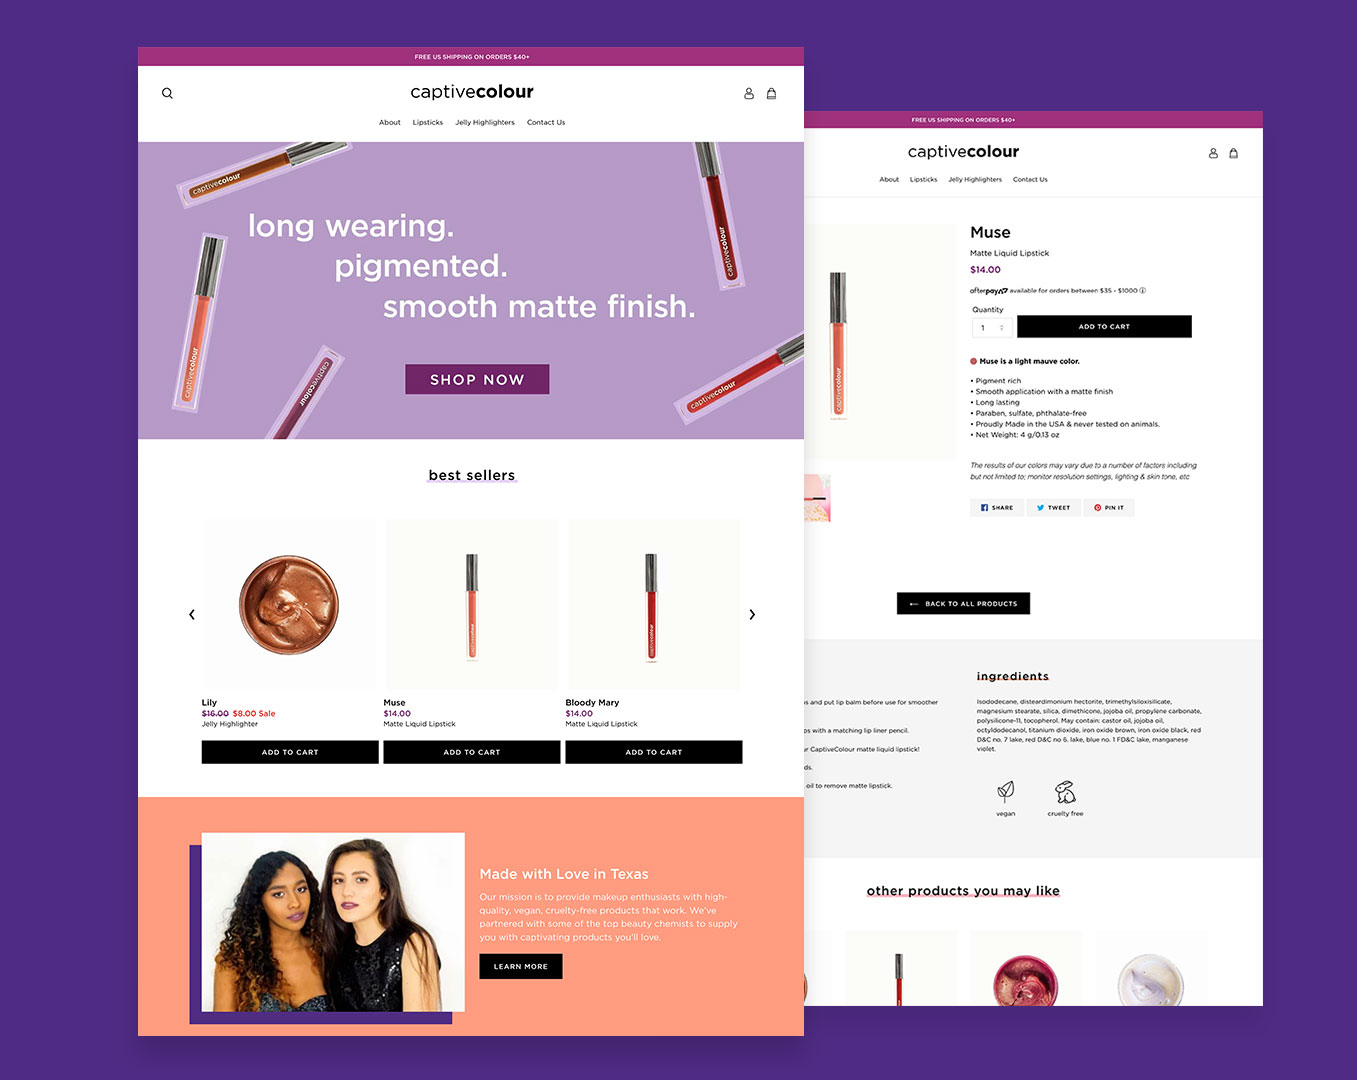 FREE US SHIPPING ON ORDERS $40+
captivecolour
About Lipsticks Jelly Highlighters Contact Us
captivecolour
captivecolour
captivecolour
captivecolour
captivecolour
long wearing.
pigmented.
smooth matte finish.
SHOP NOW
best sellers
captivecolour
captivecolour
Lily
$16.00 $8.00 Sale
Jelly Highlighter
ADD TO CART
Muse
$14.00
Matte Liquid Lipstick
ADD TO CART
Bloody Mary
$14.00
Matte Liquid Lipstick
ADD TO CART
Made with Love in Texas
Our mission is to provide makeup enthusiasts with high-
quality, vegan, cruelty-free products that work. We've
partnered with some of the top beauty chemists to supply
you with captivating products you'll love.
LEARN MORE
FREE US SHIPPING ON ORDERS $40+
captivecolour
About Lipsticks Jelly Highlighters Contact Us
captivecolour
Muse
Matte Liquid Lipstick
$14.00
afterpay available for orders between $35 - $1000
Quantity
1
ADD TO CART
Muse is a light mauve color.
• Pigment rich
• Smooth application with a matte finish
• Long lasting
• Paraben, sulfate, phthalate-free
• Proudly Made in the USA & never tested on animals.
• Net Weight: 4 g/0.13 oz
The results of our colors may vary due to a number of factors including
but not limited to; monitor resolution settings, lighting & skin tone, etc
SHARE
TWEET
PIN IT
BACK TO ALL PRODUCTS
and put lip balm before use for smoother
with a matching lip liner pencil.
CaptiveColour matte liquid lipstick!
oil to remove matte lipstick.
ingredients
Isododecane, disteardimonium hectorite, trimethylsiloxisilicate,
magnesium stearate, silica, dimethicone, jojoba oil, propylene carbonate,
polysilicone-11, tocopherol. May contain: castor oil, jojoba oil,
octyldodecanol, titanium dioxide, iron oxide brown, iron oxide black, red
D&C no. 7 lake, red D&C no 6. lake, blue no. 1 FD&C lake, manganese
violet.
vegan
cruelty free
other products you may like